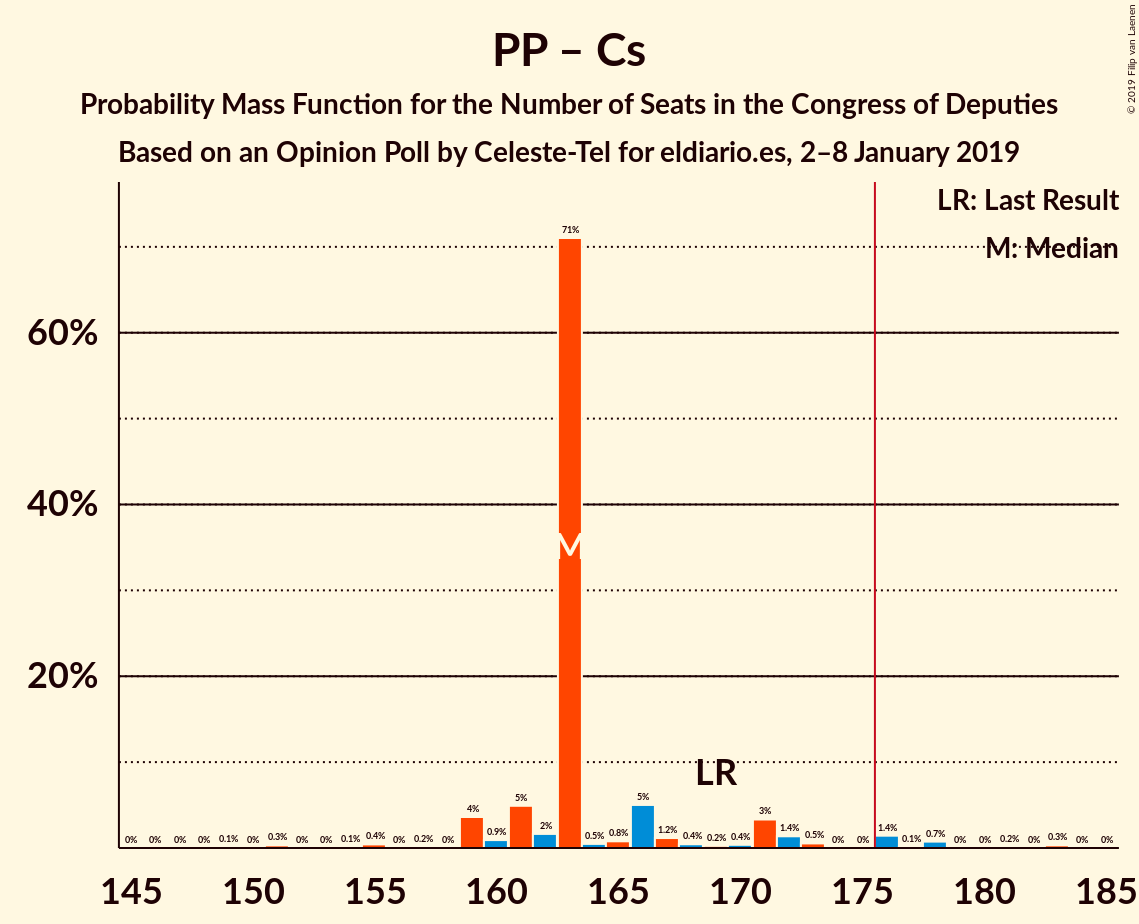 PP – Cs
Probability Mass Function for the Number of Seats in the Congress of Deputies
Based on an Opinion Poll by Celeste-Tel for eldiario.es, 2–8 January 2019
© 2019 Filip van Laenen
LR: Last Result
M: Median
60%
40%
20%
71%
M
LR
0% 0% 0% 0% 0.1% 0% 0.3% 0% 0% 0.1% 0.4% 0% 0.2% 0% 4% 0.9% 5% 2% 0.5% 0.8% 5% 1.2% 0.4% 0.2% 0.4% 3% 1.4% 0.5% 0% 0% 1.4% 0.1% 0.7% 0% 0% 0.2% 0% 0.3% 0% 0%
145 150 155 160 165 170 175 180 185